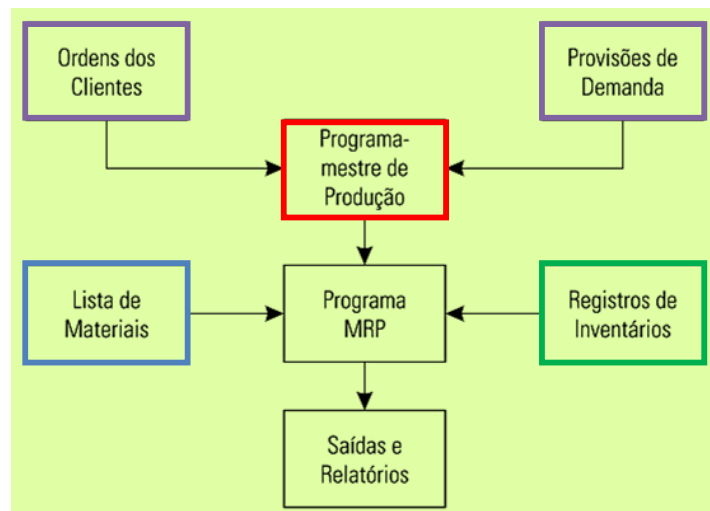 Ordens dos
Clientes
Provisões de
Demanda
Programa-
mestre de
Produção
Lista de
Materiais
Programa
MRP
Registros de
Inventários
Saídas e
Relatórios